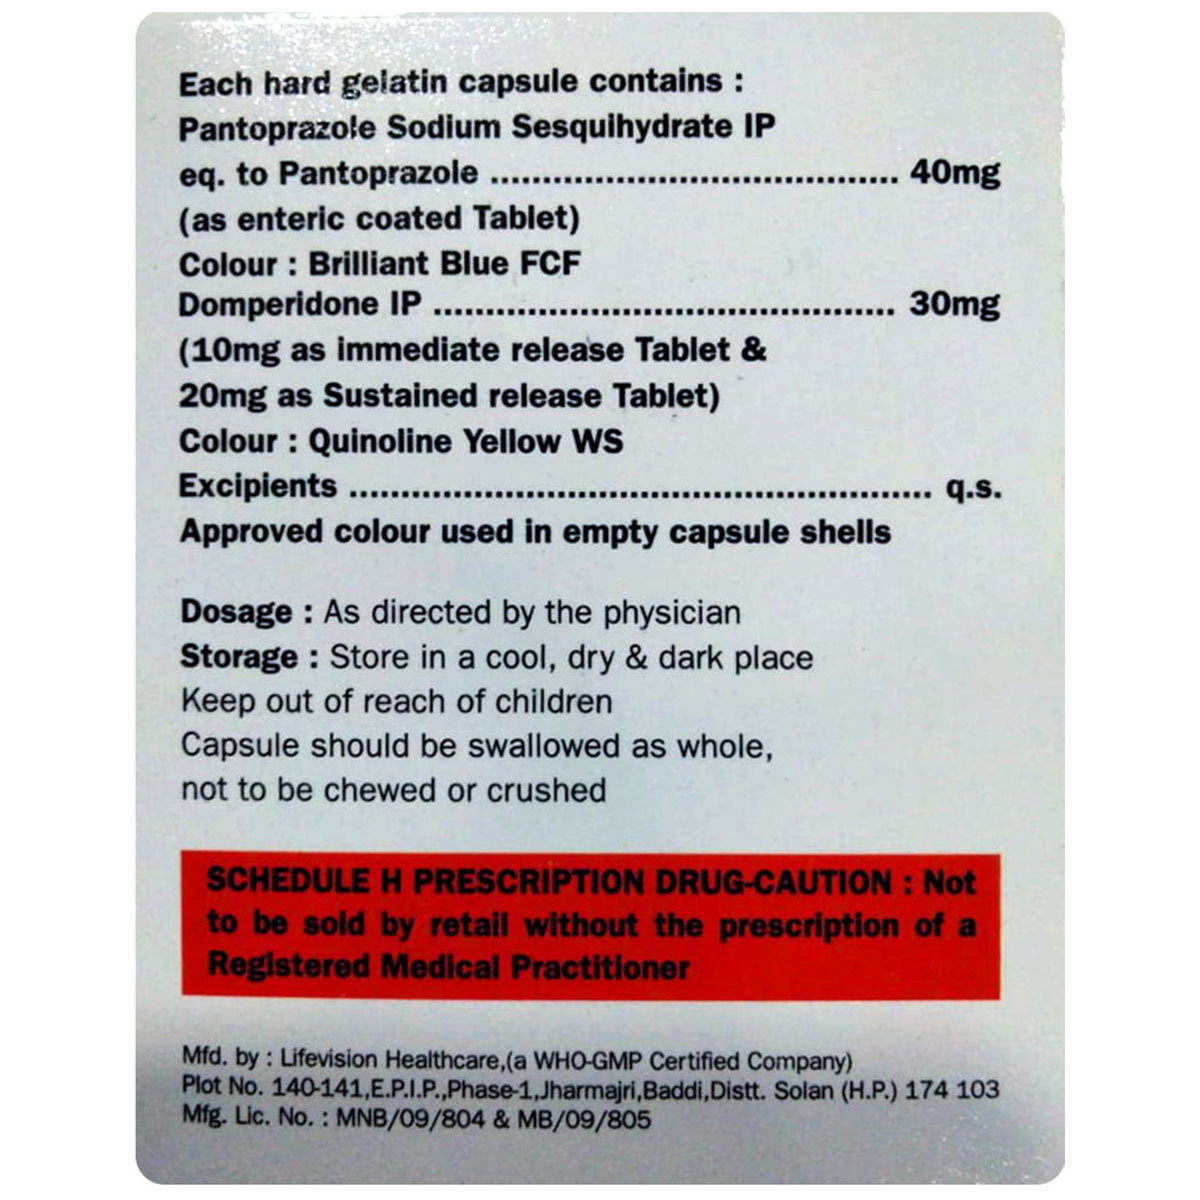 Each hard gelatin capsule contains :
Pantoprazole Sodium Sesquihydrate IP
eq. to Pantoprazole ....................................... 40mg
(as enteric coated Tablet)
Colour : Brilliant Blue FCF
Domperidone IP ............................................ 30mg
(10mg as immediate release Tablet &
20mg as Sustained release Tablet)
Colour : Quinoline Yellow WS
Excipients ........................................................ q.s.
Approved colour used in empty capsule shells
Dosage : As directed by the physician
Storage : Store in a cool, dry & dark place
Keep out of reach of children
Capsule should be swallowed as whole,
not to be chewed or crushed
SCHEDULE H PRESCRIPTION DRUG-CAUTION : Not
to be sold by retail without the prescription of a
Registered Medical Practitioner
Mfd. by : Lifevision Healthcare,(a WHO-GMP Certified Company)
Plot No. 140-141,E.P.I.P.,Phase-1,Jharmajri,Baddi,Distt. Solan (H.P.) 174 103
Mfg. Lic. No. : MNB/09/804 & MB/09/805